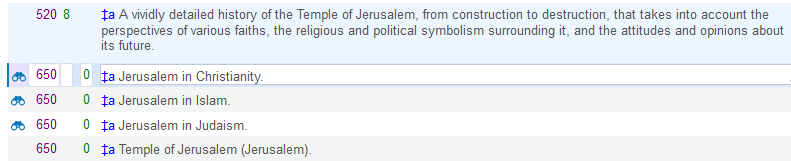 520 8 ‡a A vividly detailed history of the Temple of Jerusalem, from construction to destruction, that takes into account the
perspectives of various faiths, the religious and political symbolism surrounding it, and the attitudes and opinions about
its future.
650 0 ‡a Jerusalem in Christianity.
650 0 ‡a Jerusalem in Islam.
650 0 ‡a Jerusalem in Judaism.
650 0 ‡a Temple of Jerusalem (Jerusalem).